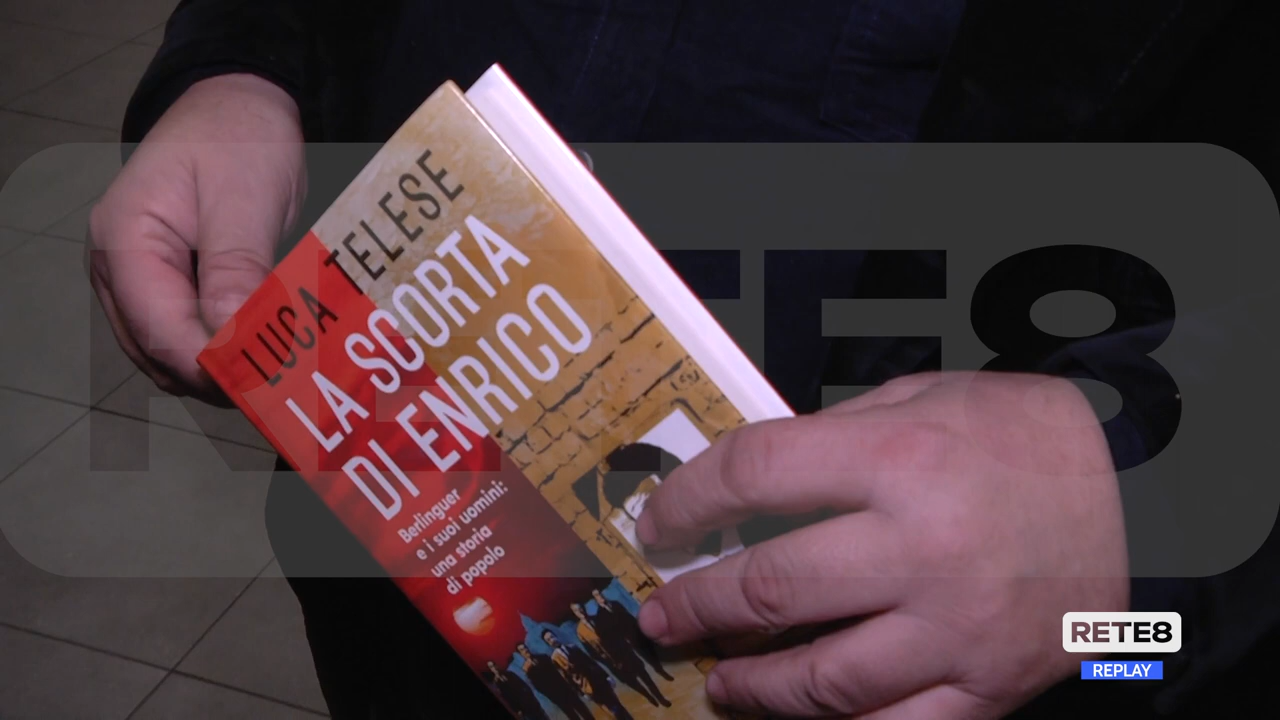 LUCA TELESE
LA SCORTA
DI ENRICO
Berlinguer
e i suoi uomini:
una storia
di popolo
RETE8
RETE8
REPLAY